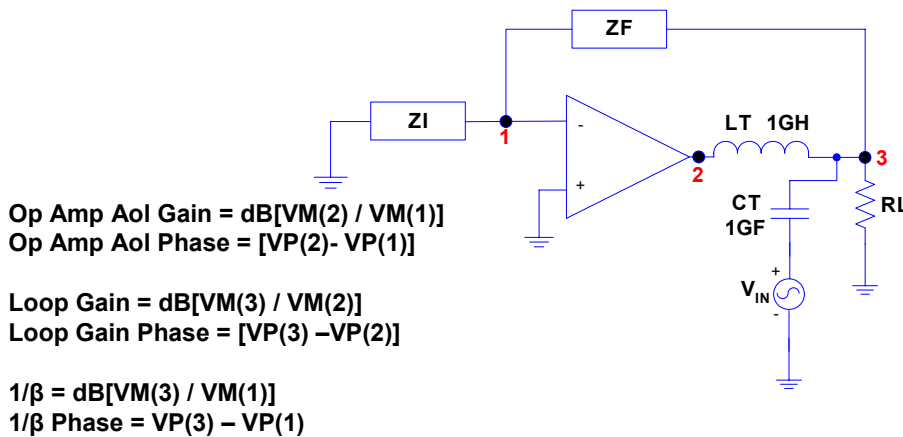 ZF
ZI
1
-
+
2
LT 1GH
3
CT
1GF
RL
+
VIN
-
Op Amp Aol Gain = dB[VM(2) / VM(1)]
Op Amp Aol Phase = [VP(2)- VP(1)]
Loop Gain = dB[VM(3) / VM(2)]
Loop Gain Phase = [VP(3) –VP(2)]
1/β = dB[VM(3) / VM(1)]
1/β Phase = VP(3) – VP(1)